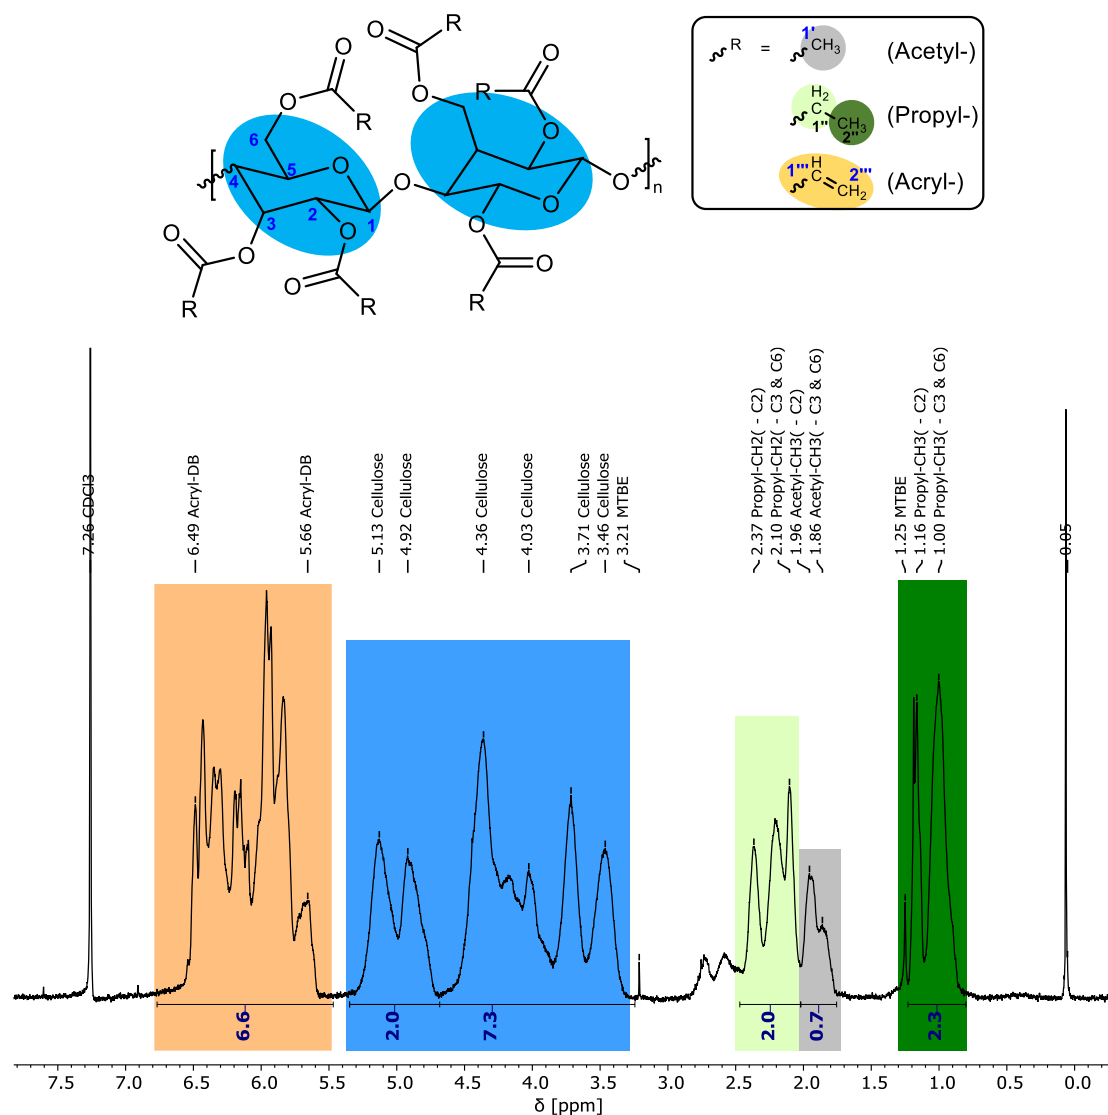 R
O
O
R
O
O
R
O
O
R
O
O
6
5
4
3
2
1
O
O
O
O
n
O
O
R
O
O
R
O
O
R
R = 1' CH3 (Acetyl-)
H2
C
1''
CH3
2''
(Propyl-)
1'''
H
C
2'''
CH2
(Acryl-)
7.26 CDCl3
6.49 Acryl-DB
5.66 Acryl-DB
5.13 Cellulose
4.92 Cellulose
4.36 Cellulose
4.03 Cellulose
3.71 Cellulose
3.46 Cellulose
3.21 MTBE
2.37 Propyl-CH2( - C2)
2.10 Propyl-CH2( - C3 & C6)
1.96 Acetyl-CH3( - C2)
1.86 Acetyl-CH3( - C3 & C6)
1.25 MTBE
1.16 Propyl-CH3( - C2)
1.00 Propyl-CH3( - C3 & C6)
0.05
6.6
2.0
7.3
2.0
0.7
2.3
7.5 7.0 6.5 6.0 5.5 5.0 4.5 4.0 3.5 3.0 2.5 2.0 1.5 1.0 0.5 0.0
δ [ppm]